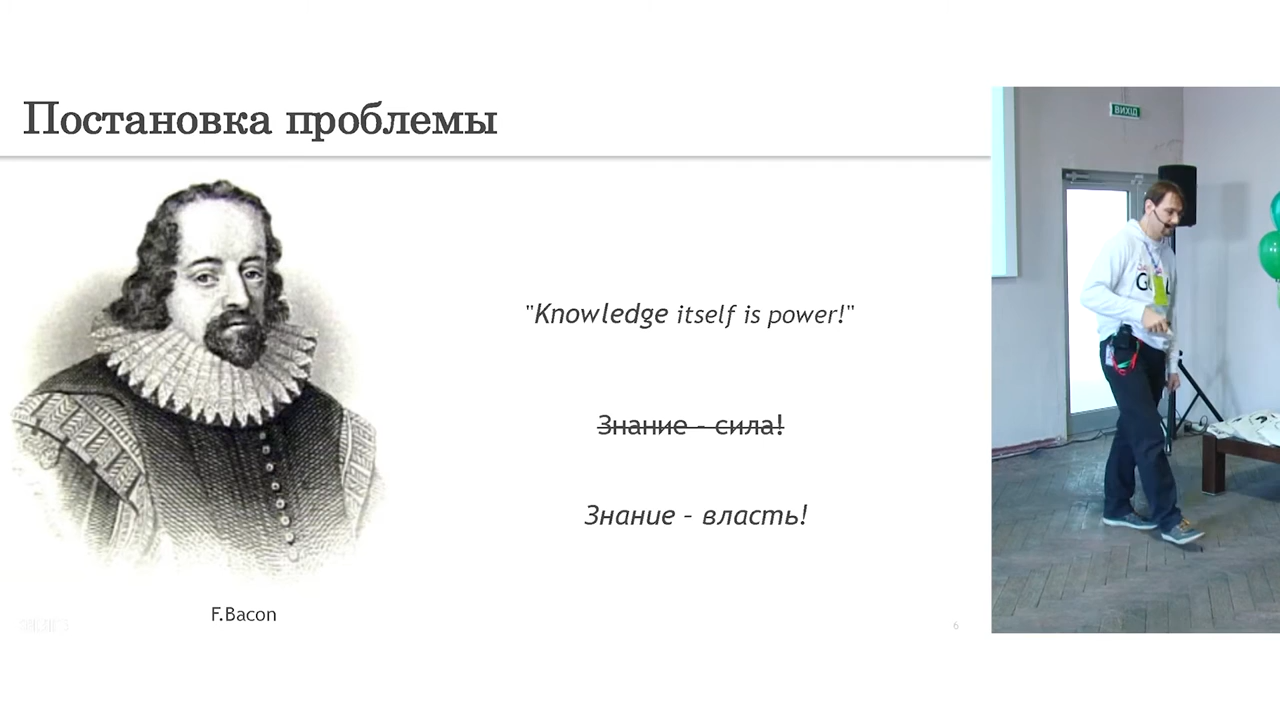 Постановка проблемы
"Knowledge itself is power!"
Знание - сила!
Знание - власть!
F.Bacon
6
ВИХІД